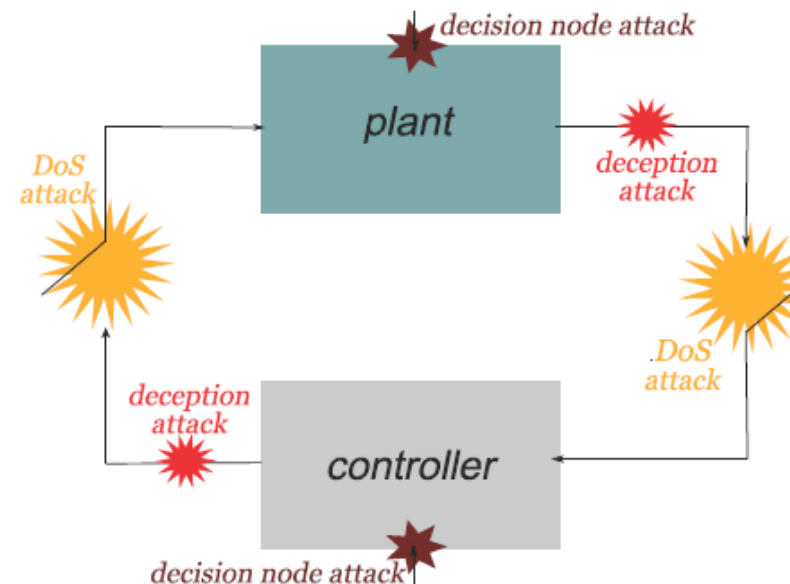 decision node attack
plant
DoS
attack
deception
attack
.DoS
attack
deception
attack
controller
decision node attack